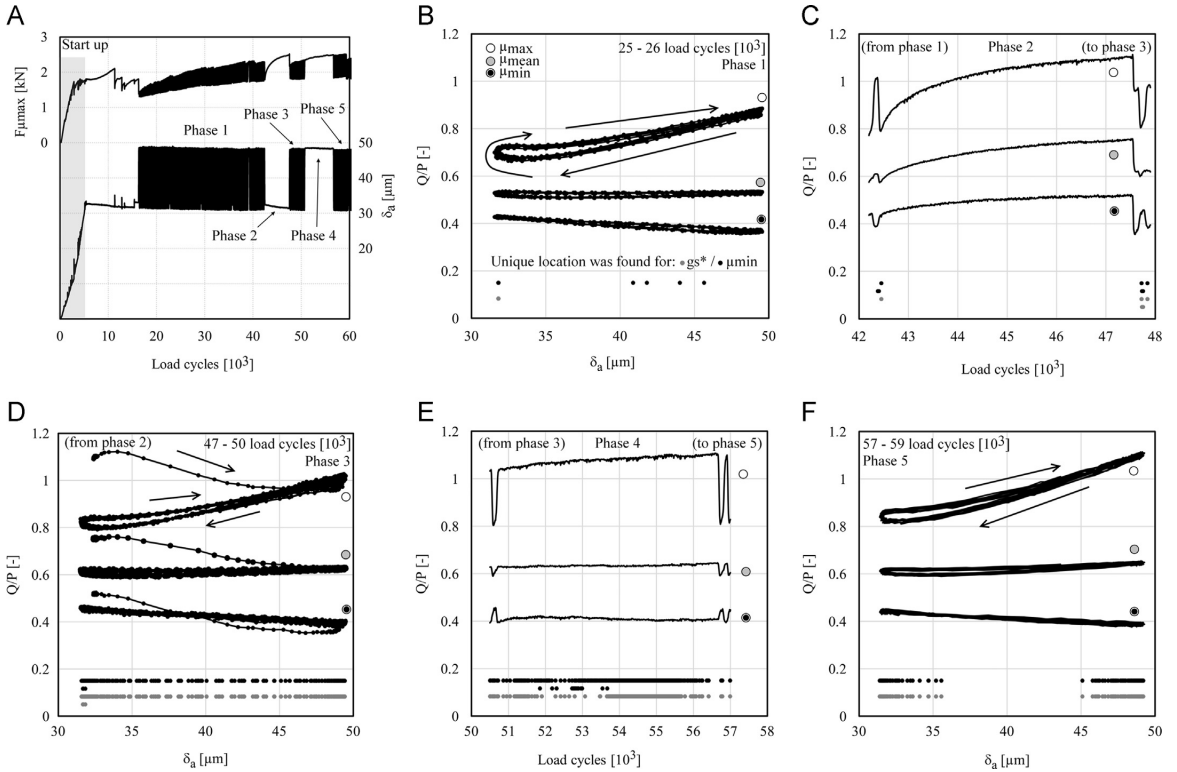 A
Start up
3
2
1
0
Fµmax [kN]
Phase 1
Phase 3
Phase 5
Phase 2
Phase 4
50
40
30
20
δa [µm]
0 10 20 30 40 50 60
Load cycles [10³]
B
µmax
µmean
µmin
25 - 26 load cycles [10³]
Phase 1
1.2
1
0.8
0.6
0.4
0.2
0
Q/P [-]
Unique location was found for: gs* / µmin
30 35 40 45 50
δa [µm]
C
(from phase 1) Phase 2 (to phase 3)
1.2
1
0.8
0.6
0.4
0.2
0
Q/P [-]
42 43 44 45 46 47 48
Load cycles [10³]
D
(from phase 2) 47 - 50 load cycles [10³]
Phase 3
1.2
1
0.8
0.6
0.4
0.2
0
Q/P [-]
30 35 40 45 50
δa [µm]
E
(from phase 3) Phase 4 (to phase 5)
1.2
1
0.8
0.6
0.4
0.2
0
Q/P [-]
50 51 52 53 54 55 56 57 58
Load cycles [10³]
F
57 - 59 load cycles [10³]
Phase 5
1.2
1
0.8
0.6
0.4
0.2
0
Q/P [-]
30 35 40 45 50
δa [µm]